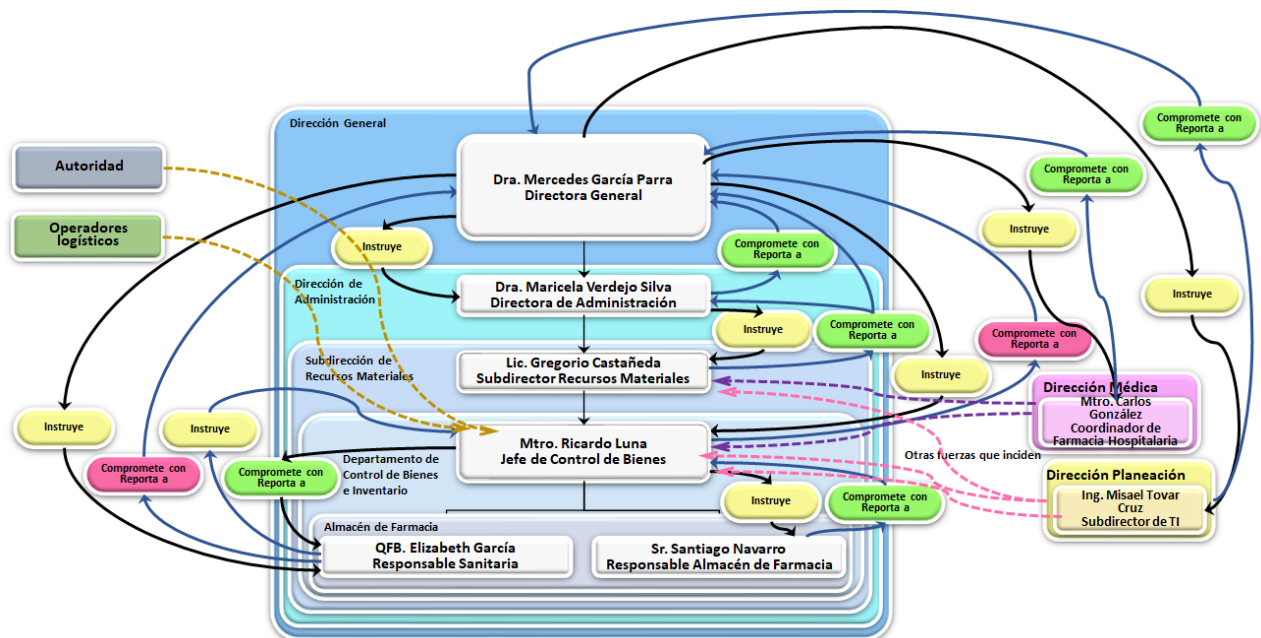 Compromete con
Reporta a
Dirección General
Autoridad
Dra. Mercedes García Parra
Directora General
Compromete con
Reporta a
Operadores
logísticos
Instruye
Instruye
Compromete con
Reporta a
Dirección de
Administración
Dra. Maricela Verdejo Silva
Directora de Administración
Instruye
Instruye
Compromete con
Reporta a
Compromete con
Reporta a
Subdirección de
Recursos Materiales
Lic. Gregorio Castañeda
Subdirector Recursos Materiales
Instruye
Dirección Médica
Mtro. Carlos
González
Coordinador de
Farmacia Hospitalaria
Instruye
Instruye
Mtro. Ricardo Luna
Jefe de Control de Bienes
Otras fuerzas que inciden
Compromete con
Reporta a
Compromete con
Reporta a
Departamento de
Control de Bienes
e Inventario
Dirección Planeación
Ing. Misael Tovar
Cruz
Subdirector de TI
Instruye
Compromete con
Reporta a
Almacén de Farmacia
QFB. Elizabeth García
Responsable Sanitaria
Sr. Santiago Navarro
Responsable Almacén de Farmacia